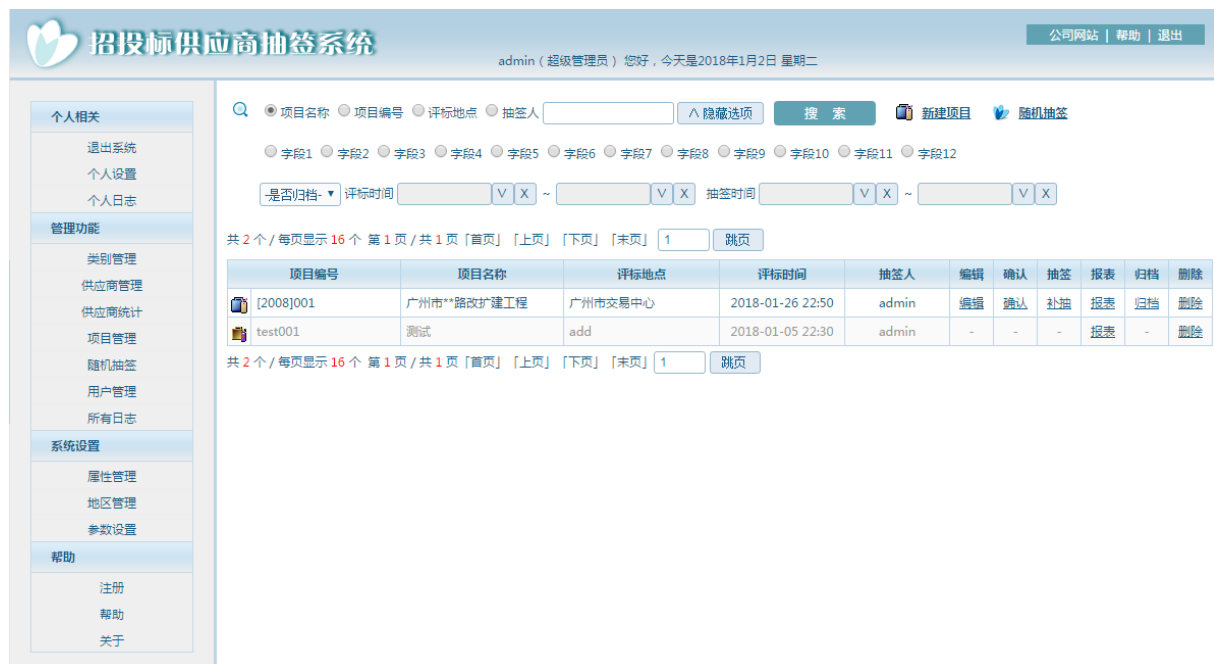 招投标供应商抽签系统
公司网站 | 帮助 | 退出
admin ( 超级管理员 ) 您好 , 今天是2018年1月2日 星期二
个人相关
退出系统
个人设置
个人日志
管理功能
类别管理
供应商管理
供应商统计
项目管理
随机抽签
用户管理
所有日志
系统设置
属性管理
地区管理
参数设置
帮助
注册
帮助
关于
项目名称 项目编号 评标地点 抽签人 ∧ 隐藏选项 搜 索 新建项目 随机抽签
字段1 字段2 字段3 字段4 字段5 字段6 字段7 字段8 字段9 字段10 字段11 字段12
-是否归档- ▼ 评标时间 V X ~ V X 抽签时间 V X ~ V X
共 2 个 / 每页显示 16 个 第 1 页 / 共 1 页「首页」「上页」「下页」「末页」 1 跳页
项目编号 项目名称 评标地点 评标时间 抽签人 编辑 确认 抽签 报表 归档 删除
[2008]001 广州市**路改扩建工程 广州市交易中心 2018-01-26 22:50 admin 编辑 确认 补抽 报表 归档 删除
test001 测试 add 2018-01-05 22:30 admin - - - 报表 - 删除
共 2 个 / 每页显示 16 个 第 1 页 / 共 1 页「首页」「上页」「下页」「末页」 1 跳页